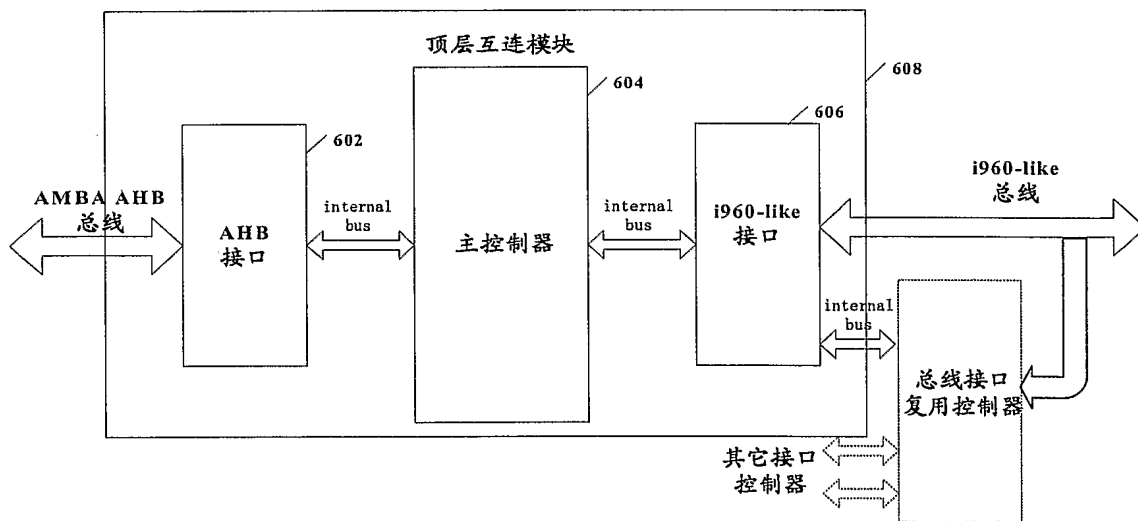 顶层互连模块
604
608
602
606
AMBA AHB
总线
AHB
接口
internal
bus
主控制器
internal
bus
i960-like
接口
i960-like
总线
internal
bus
总线接口
复用控制器
其它接口
控制器